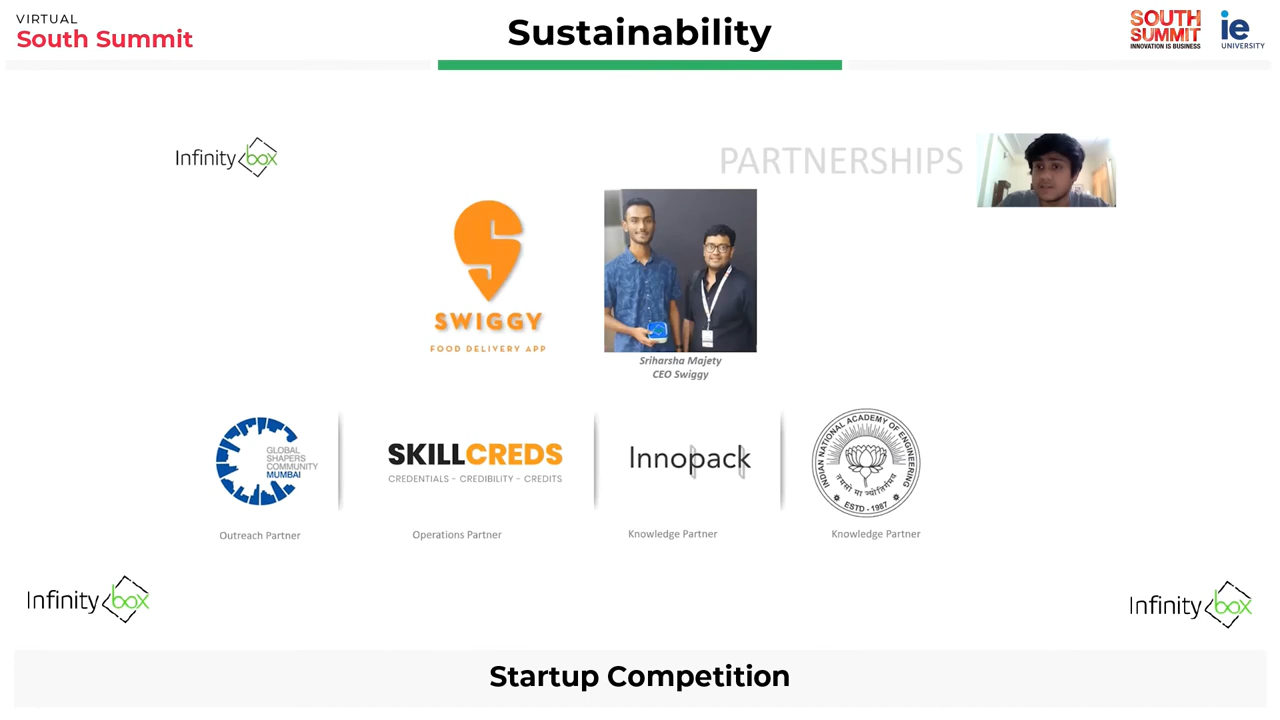 VIRTUAL
South Summit
Sustainability
SOUTH
SUMMIT
INNOVATION IS BUSINESS
ie
UNIVERSITY
Infinity box
PARTNERSHIPS
SWIGGY
FOOD DELIVERY APP
Sriharsha Majety
CEO Swiggy
GLOBAL
SHAPERS
COMMUNITY
MUMBAI
SKILLCREDS
CREDENTIALS - CREDIBILITY - CREDITS
Innopack
INDIAN NATIONAL ACADEMY OF ENGINEERING
तमसो मा ज्योतिर्गमय
ESTD - 1987
Outreach Partner
Operations Partner
Knowledge Partner
Knowledge Partner
Infinity box
Infinity box
Startup Competition